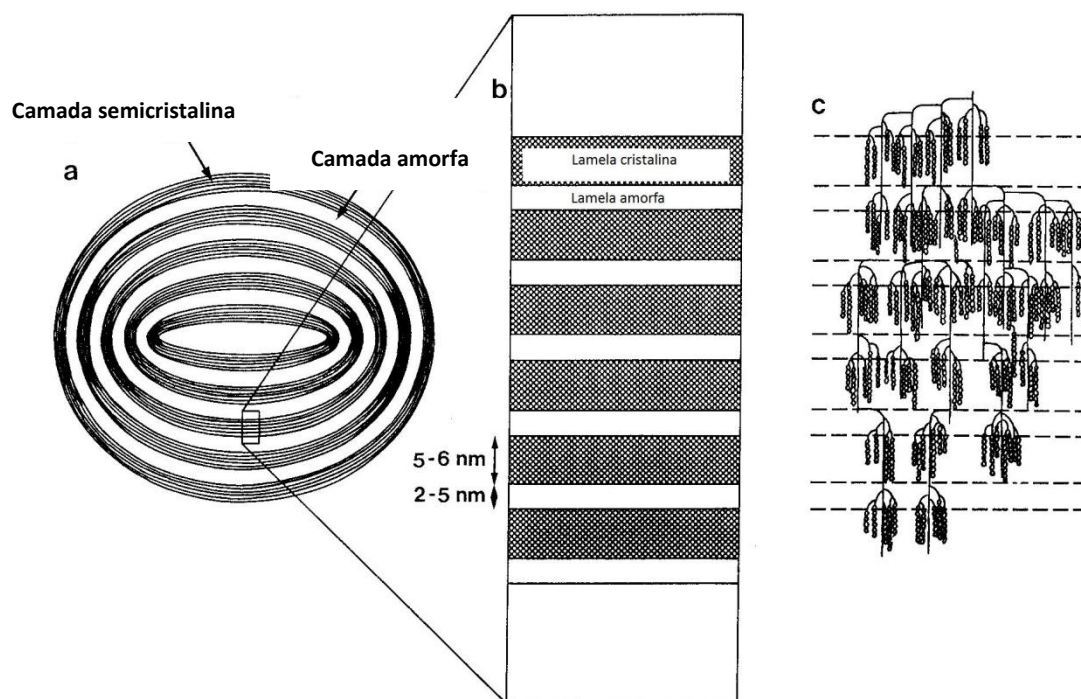 Camada semicristalina
a
Camada amorfa
b
Lamela cristalina
Lamela amorfa
5-6 nm
2-5 nm
c